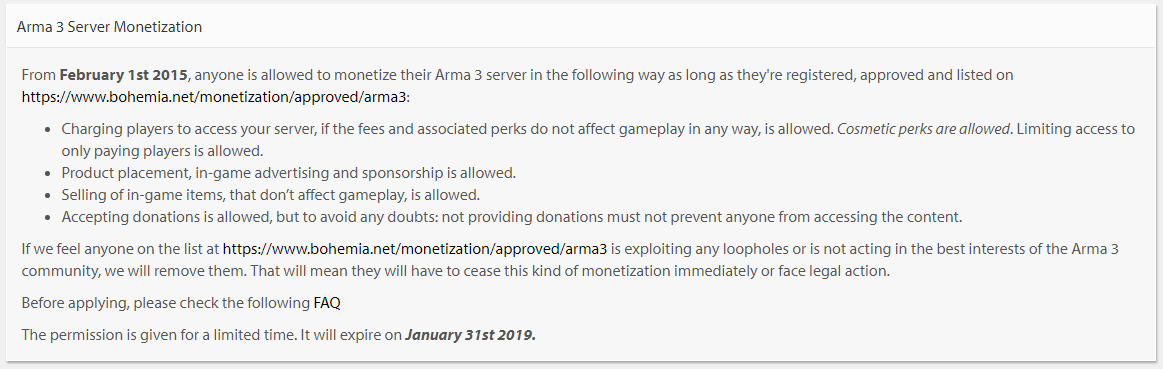 Arma 3 Server Monetization
From February 1st 2015, anyone is allowed to monetize their Arma 3 server in the following way as long as they're registered, approved and listed on
https://www.bohemia.net/monetization/approved/arma3:
• Charging players to access your server, if the fees and associated perks do not affect gameplay in any way, is allowed. Cosmetic perks are allowed. Limiting access to
only paying players is allowed.
• Product placement, in-game advertising and sponsorship is allowed.
• Selling of in-game items, that don’t affect gameplay, is allowed.
• Accepting donations is allowed, but to avoid any doubts: not providing donations must not prevent anyone from accessing the content.
If we feel anyone on the list at https://www.bohemia.net/monetization/approved/arma3 is exploiting any loopholes or is not acting in the best interests of the Arma 3
community, we will remove them. That will mean they will have to cease this kind of monetization immediately or face legal action.
Before applying, please check the following FAQ
The permission is given for a limited time. It will expire on January 31st 2019.